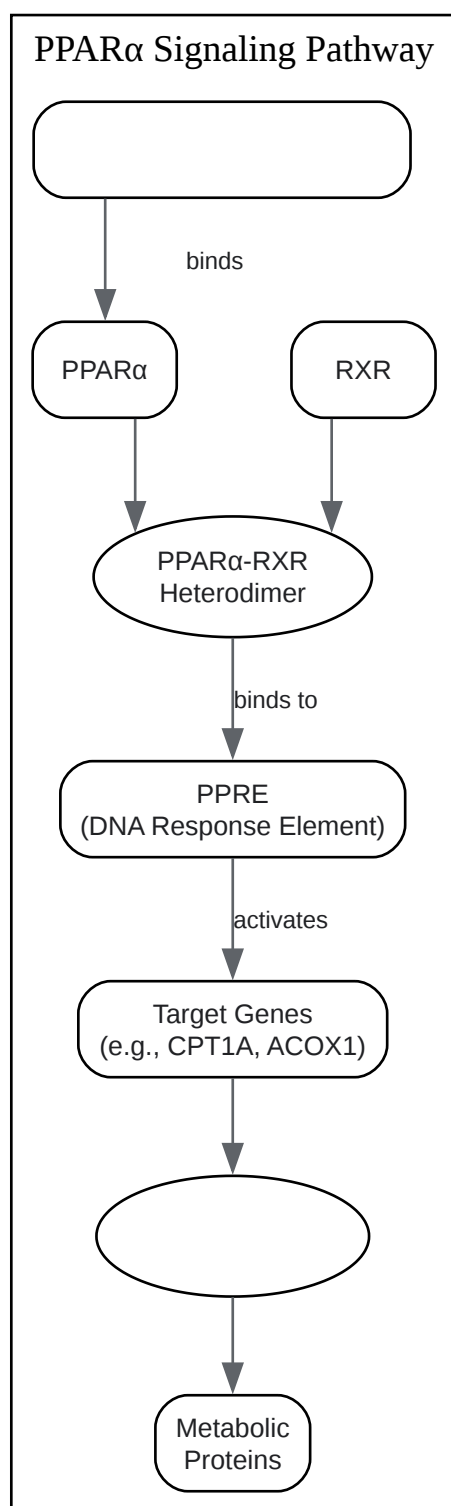 PPARα Signaling Pathway
binds
PPARα
RXR
PPARα-RXR
Heterodimer
binds to
PPRE
(DNA Response Element)
activates
Target Genes
(e.g., CPT1A, ACOX1)
Metabolic
Proteins